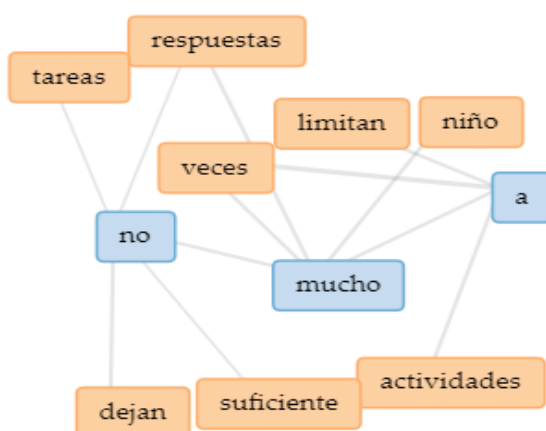 respuestas
tareas
limitan
niño
veces
a
no
mucho
actividades
suficiente
dejan